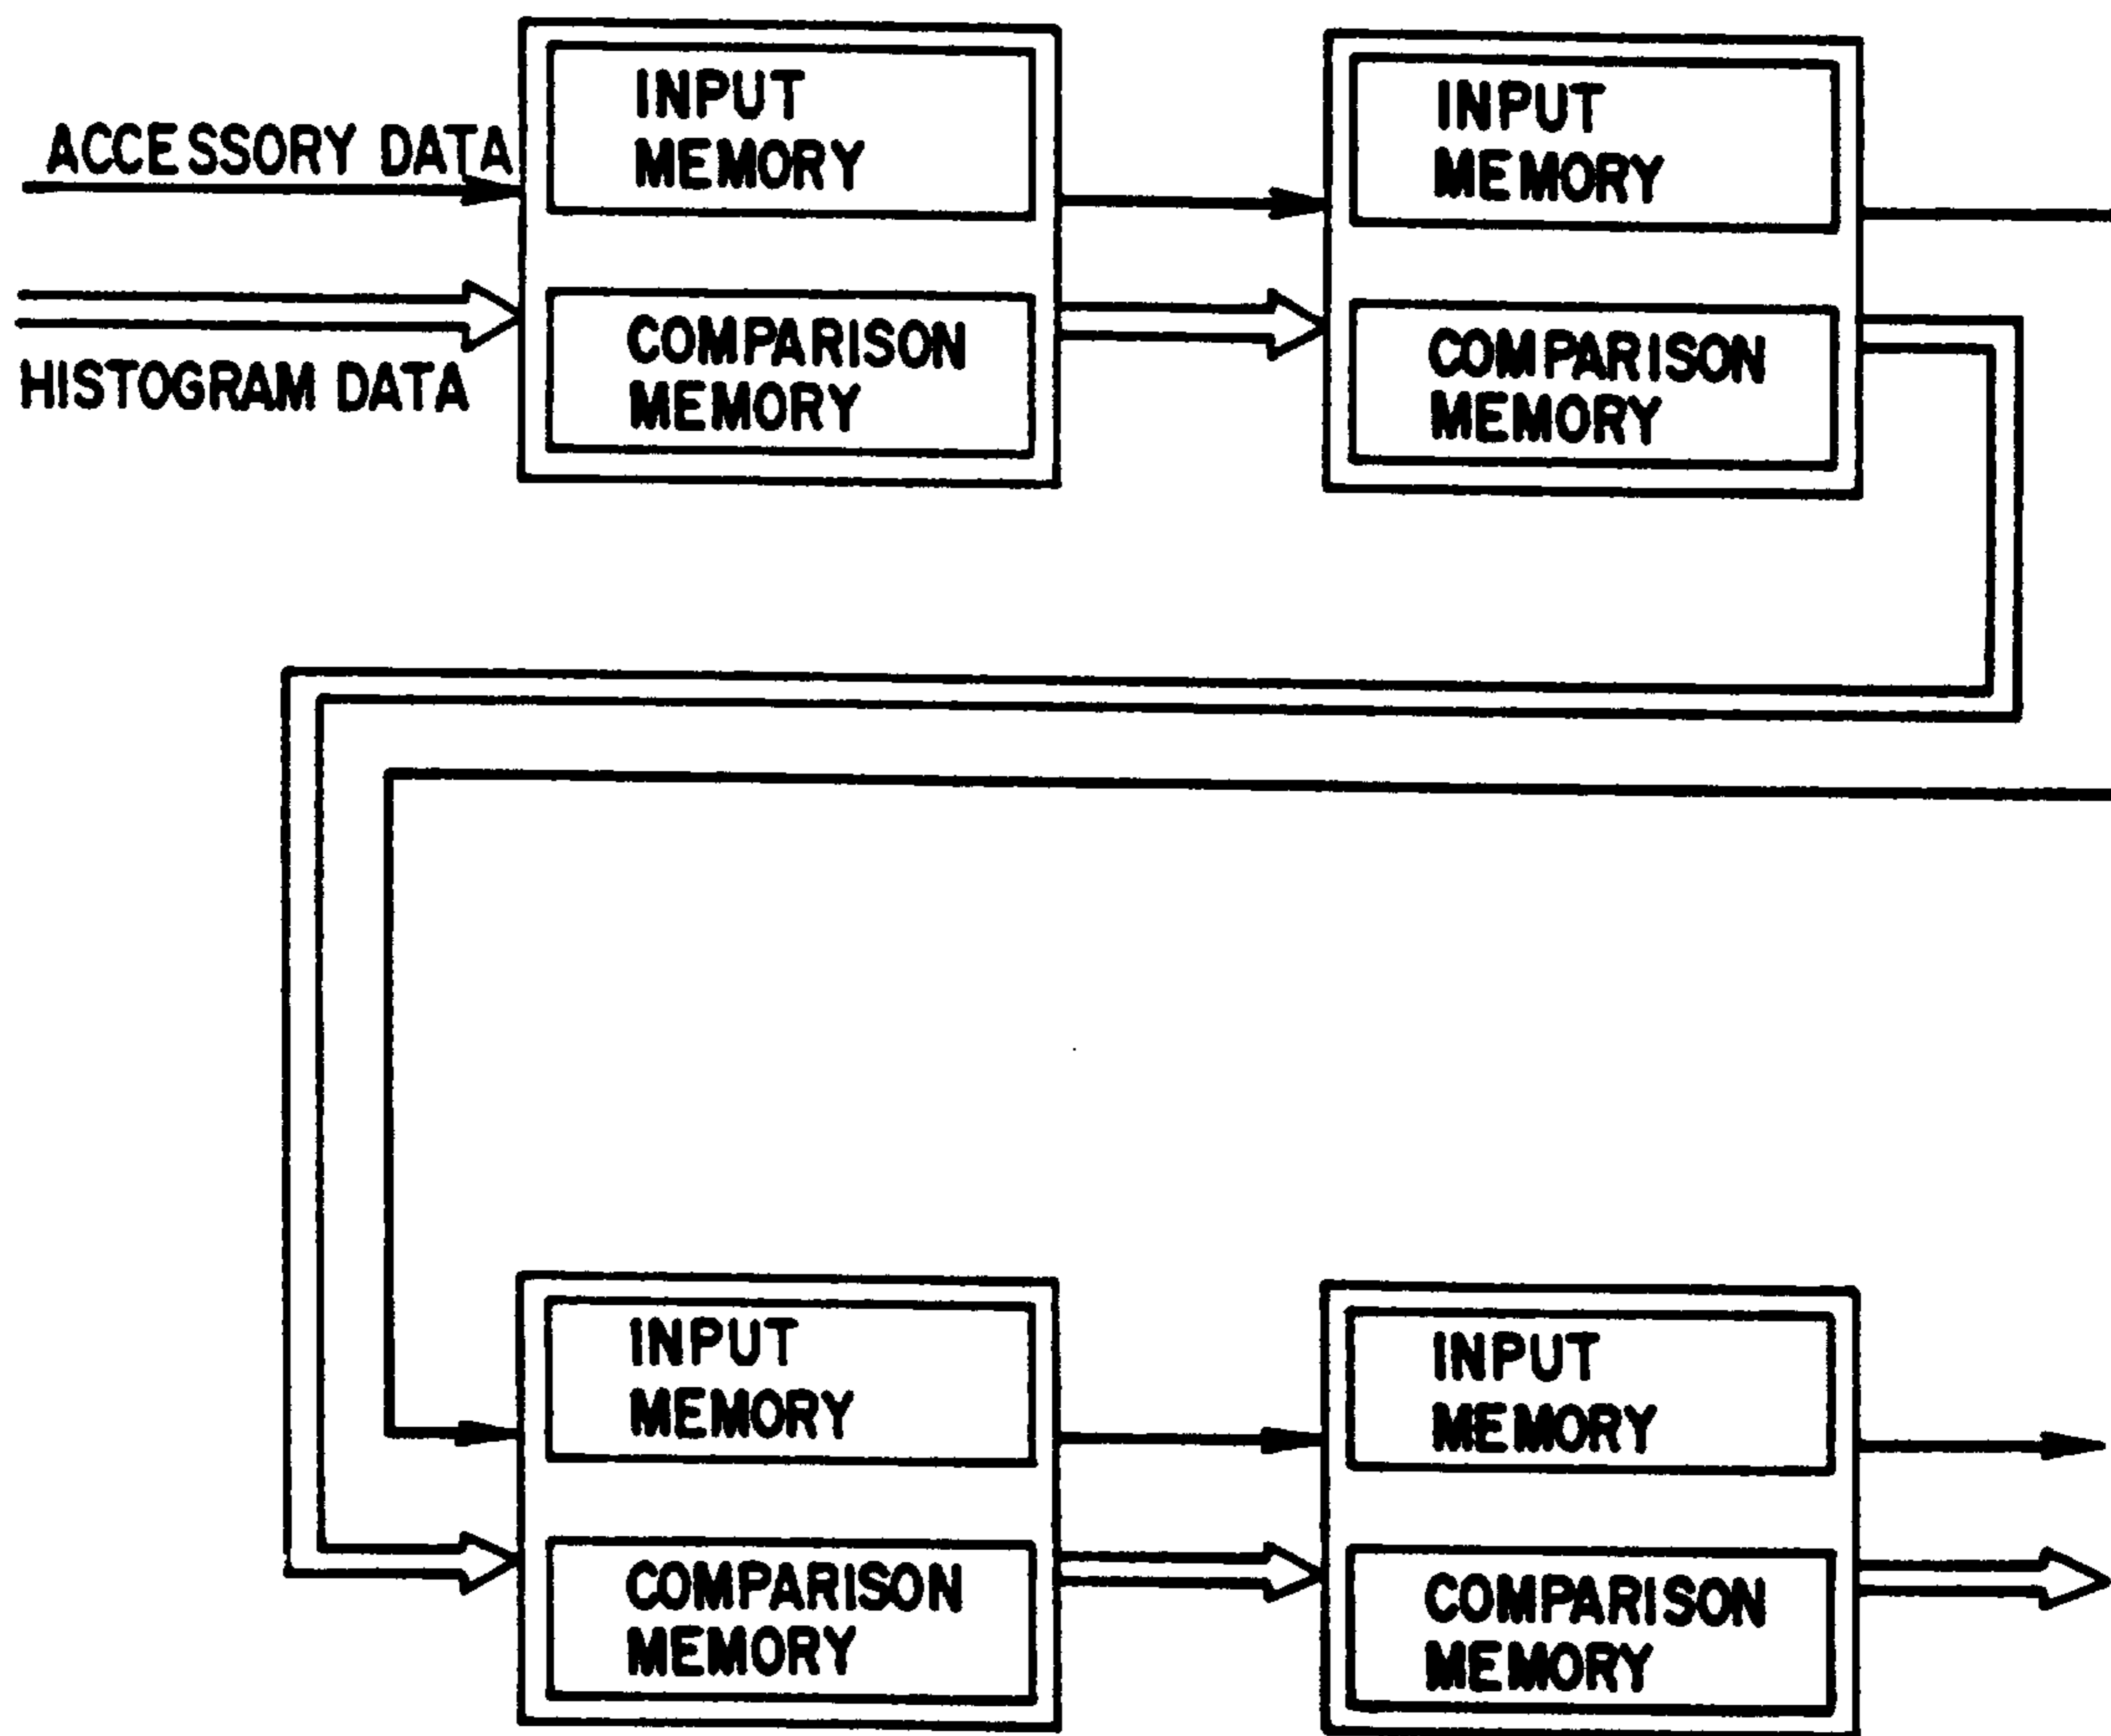 ACCESSORY DATA
HISTOGRAM DATA
INPUT
MEMORY
COMPARISON
MEMORY
INPUT
MEMORY
COMPARISON
MEMORY
INPUT
MEMORY
COMPARISON
MEMORY
INPUT
MEMORY
COMPARISON
MEMORY